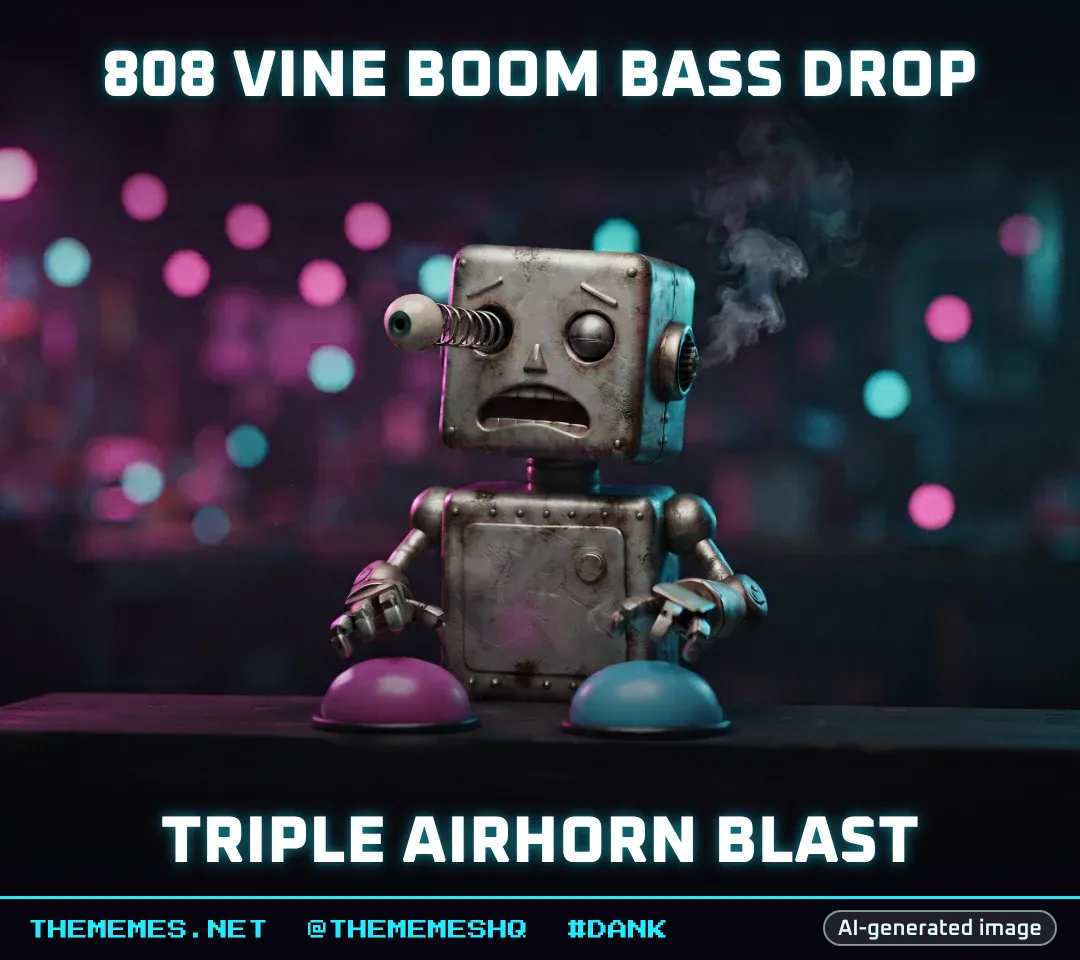 808 VINE BOOM BASS DROP
TRIPLE AIRHORN BLAST
THEMEMES.NET @THEMEMESHQ #DANK AI-generated image